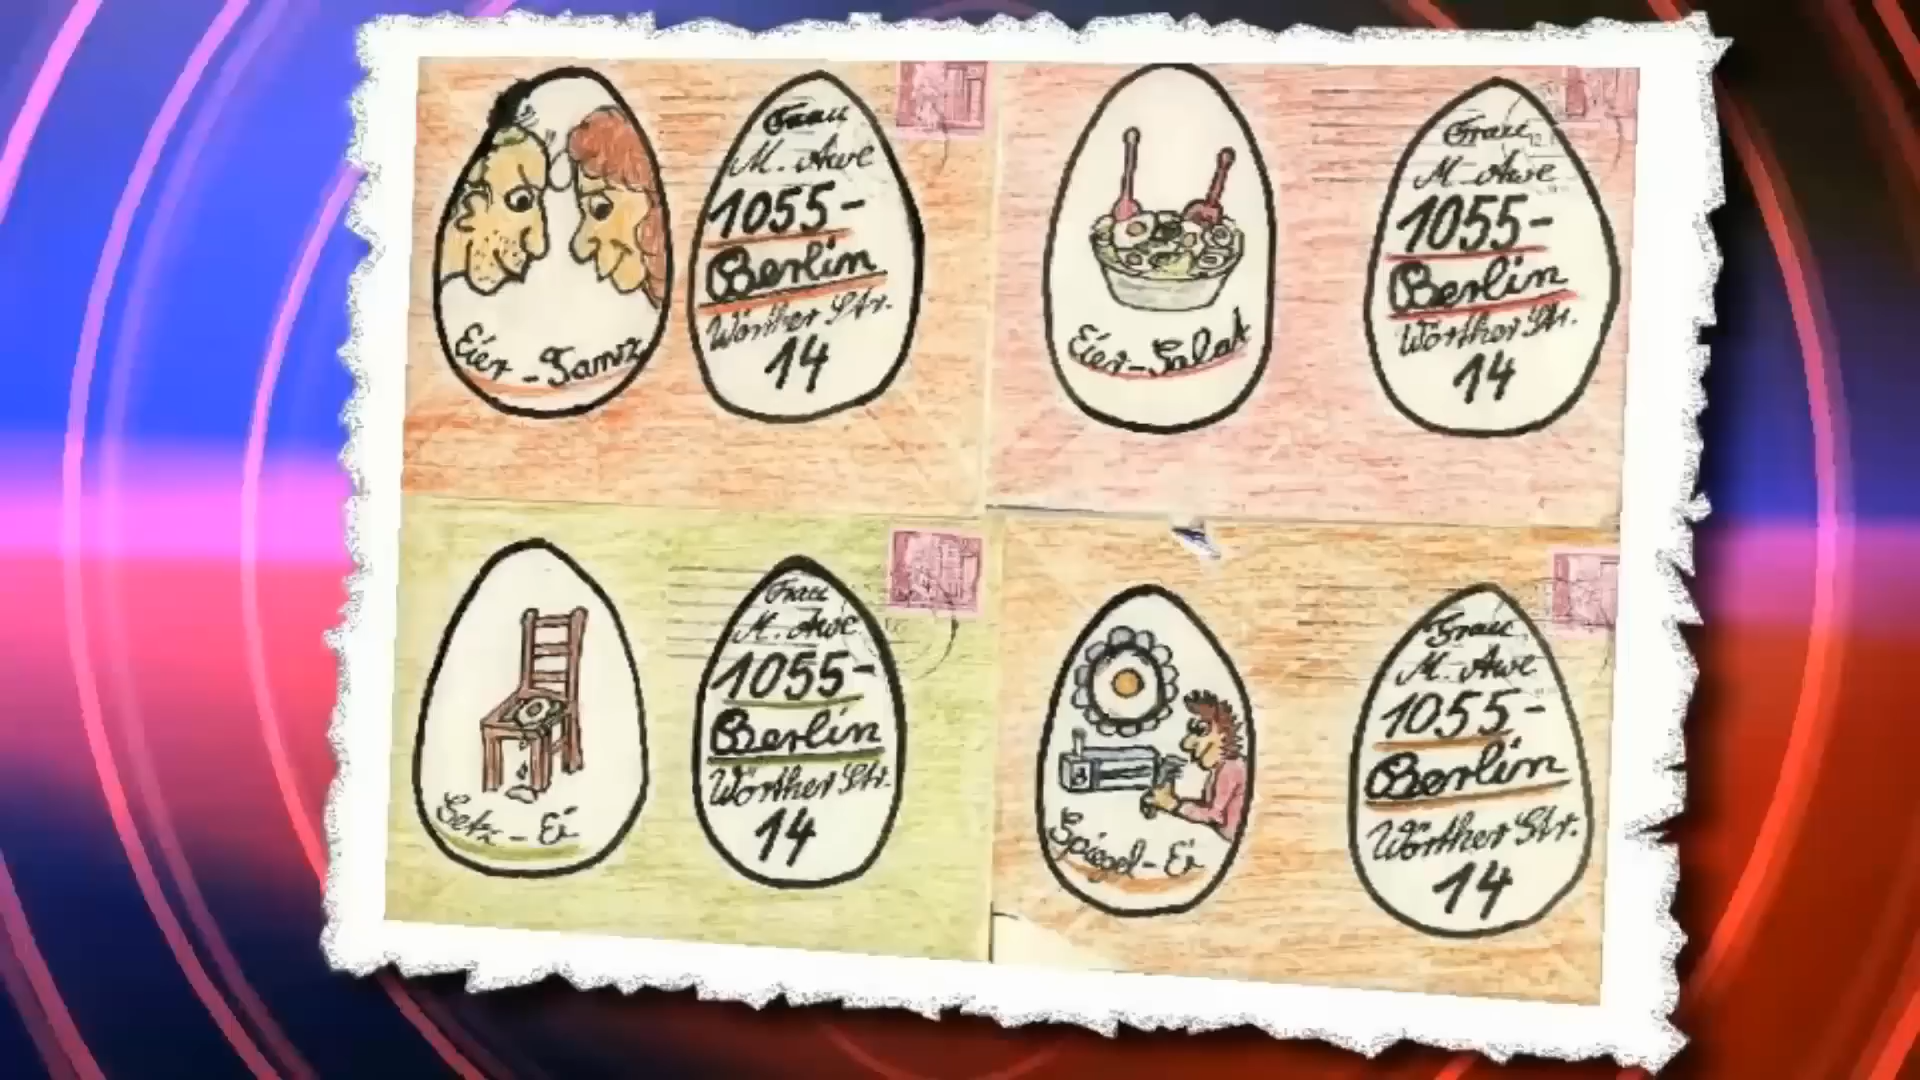 Eier-Tanz
Frau
M. Awe
1055-
Berlin
Wörther Str.
14
Eier-Salat
Frau
M. Awe
1055-
Berlin
Wörther Str.
14
Setz-Ei
Frau
M. Awe
1055-
Berlin
Wörther Str.
14
Spiegel-Ei
Frau
M. Awe
1055-
Berlin
Wörther Str.
14